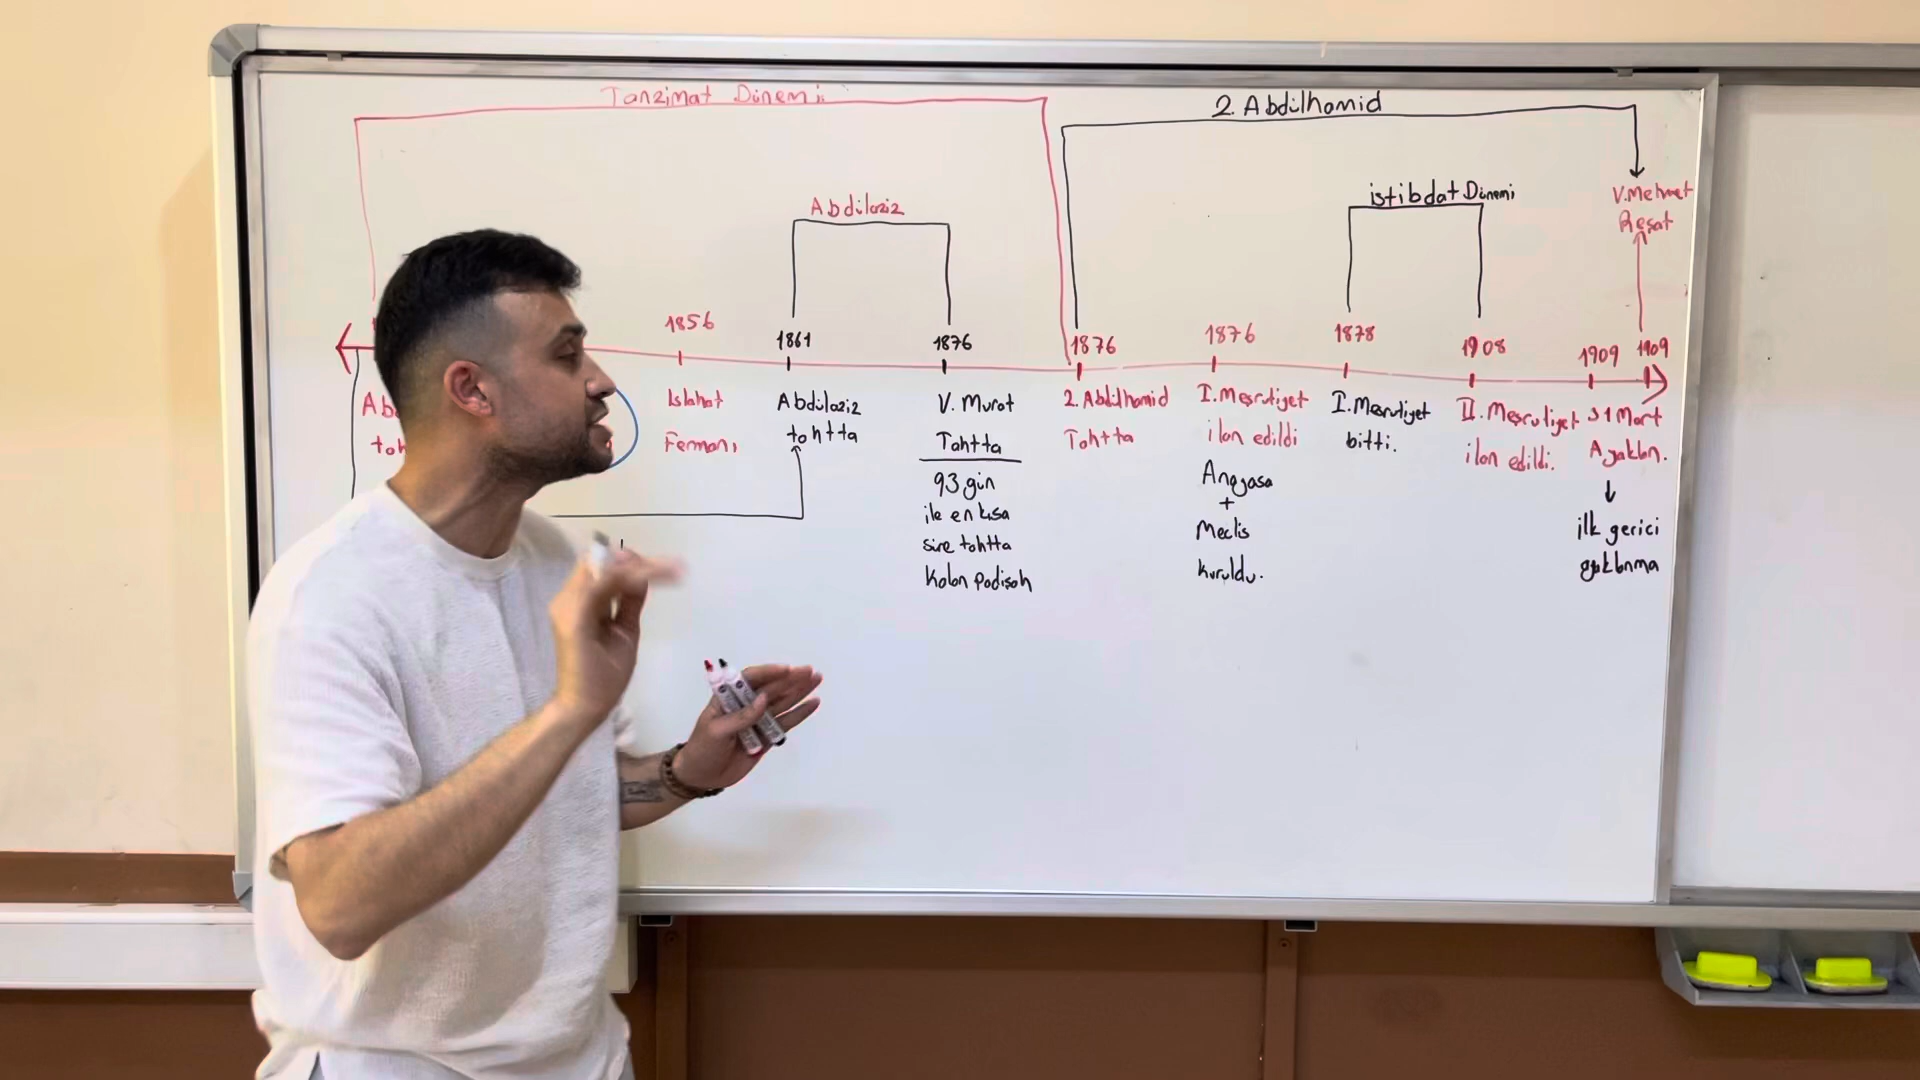 Tanzimat Dönemi
2. Abdülhamid
Abdülaziz
istibdat Dönemi
V.Mehmet
Reşat
1856
1861
1876
1876
1876
1878
1908
1909
1909
Islahat
Fermanı
Abdülaziz
tahtta
V. Murat
Tahtta
93 gün
ile en kısa
süre tahtta
kalan padişah
2. Abdülhamid
Tahtta
I. Meşrutiyet
ilan edildi
Anayasa
+
Meclis
kuruldu.
I. Meşrutiyet
bitti.
II. Meşrutiyet
ilan edildi.
31 Mart
Ayaklan.
ilk gerici
ayaklanma